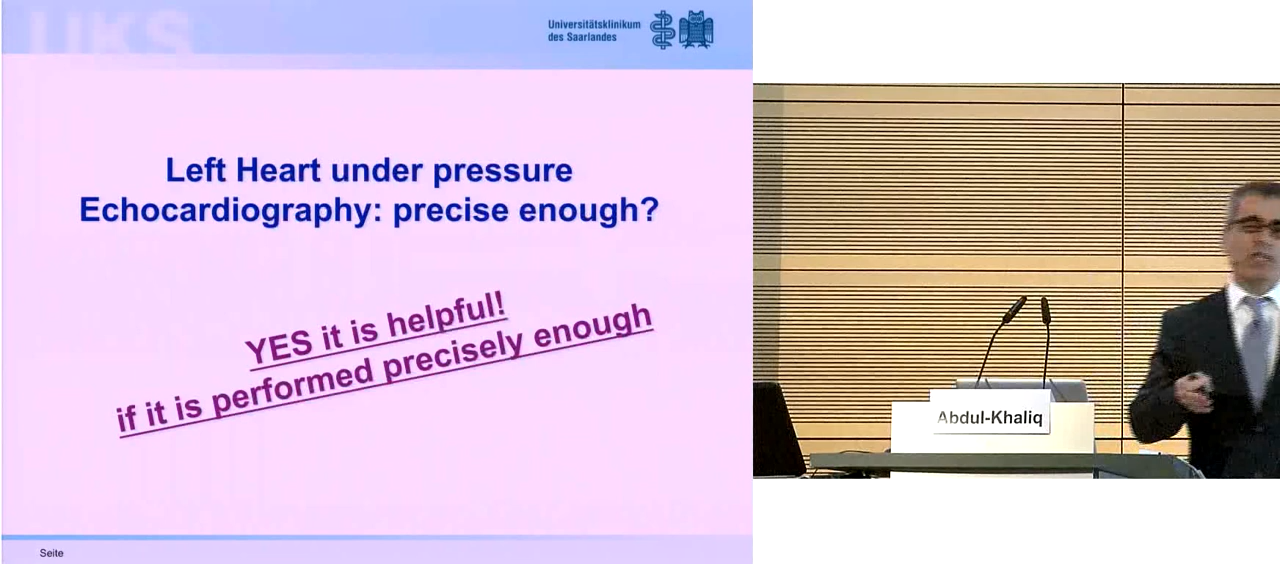 UKS
Universitätsklinikum
des Saarlandes
Left Heart under pressure
Echocardiography: precise enough?
YES it is helpful!
if it is performed precisely enough
Seite
Abdul-Khaliq